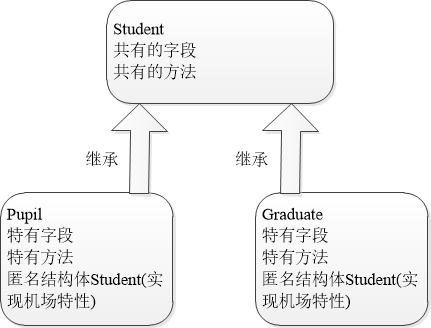 Student
共有的字段
共有的方法
继承
继承
Pupil
特有字段
特有方法
匿名结构体Student(实
现机场特性)
Graduate
特有字段
特有方法
匿名结构体Student(实
现机场特性)